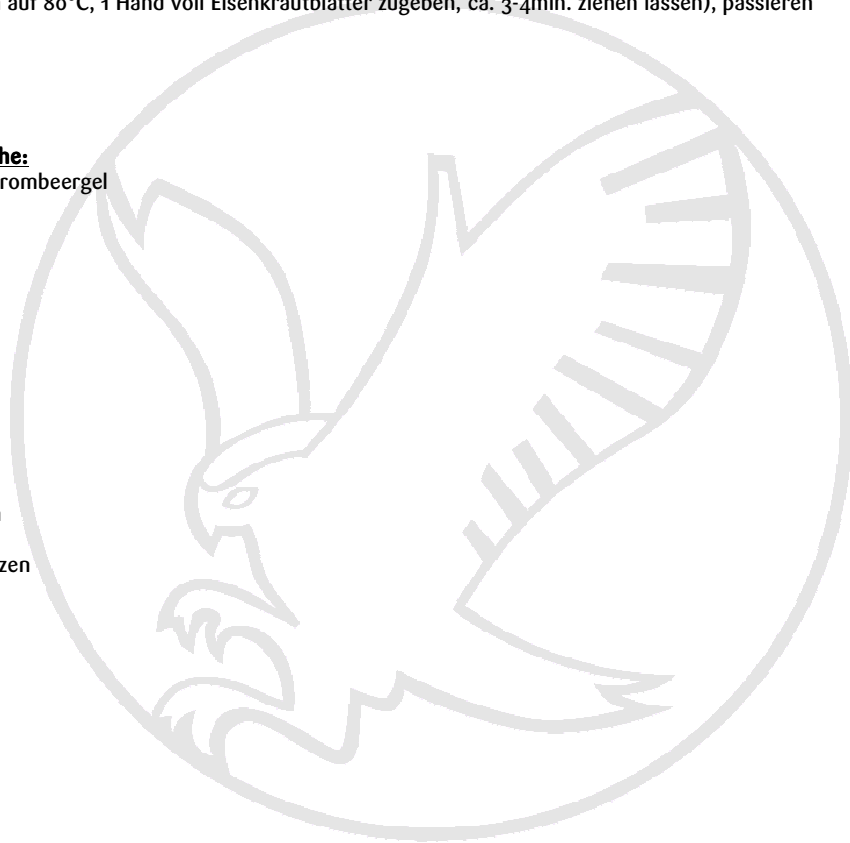 auf 80°C, 1 Hand voll Eisenkrautblätter zugeben, ca. 3-4min. ziehen lassen), passieren
he:
rombeergel
zen